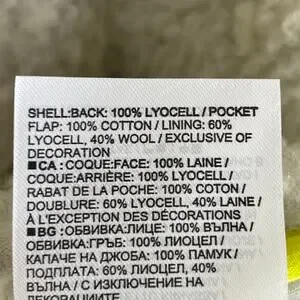 SHELL:BACK: 100% LYOCELL / POCKET
FLAP: 100% COTTON / LINING: 60%
LYOCELL, 40% WOOL / EXCLUSIVE OF
DECORATION
■ CA : COQUE:FACE: 100% LAINE /
COQUE:ARRIÈRE: 100% LYOCELL /
RABAT DE LA POCHE: 100% COTON /
DOUBLURE: 60% LYOCELL, 40% LAINE /
À L'EXCEPTION DES DÉCORATIONS
■ BG : ОБВИВКА:ЛИЦЕ: 100% ВЪЛНА /
ОБВИВКА:ГРЪБ: 100% ЛИОЦЕЛ /
КАПАЧЕ НА ДЖОБА: 100% ПАМУК /
ПОДПЛАТА: 60% ЛИОЦЕЛ, 40%
ВЪЛНА / С ИЗКЛЮЧЕНИЕ НА
ДЕКОРАЦИИТЕ